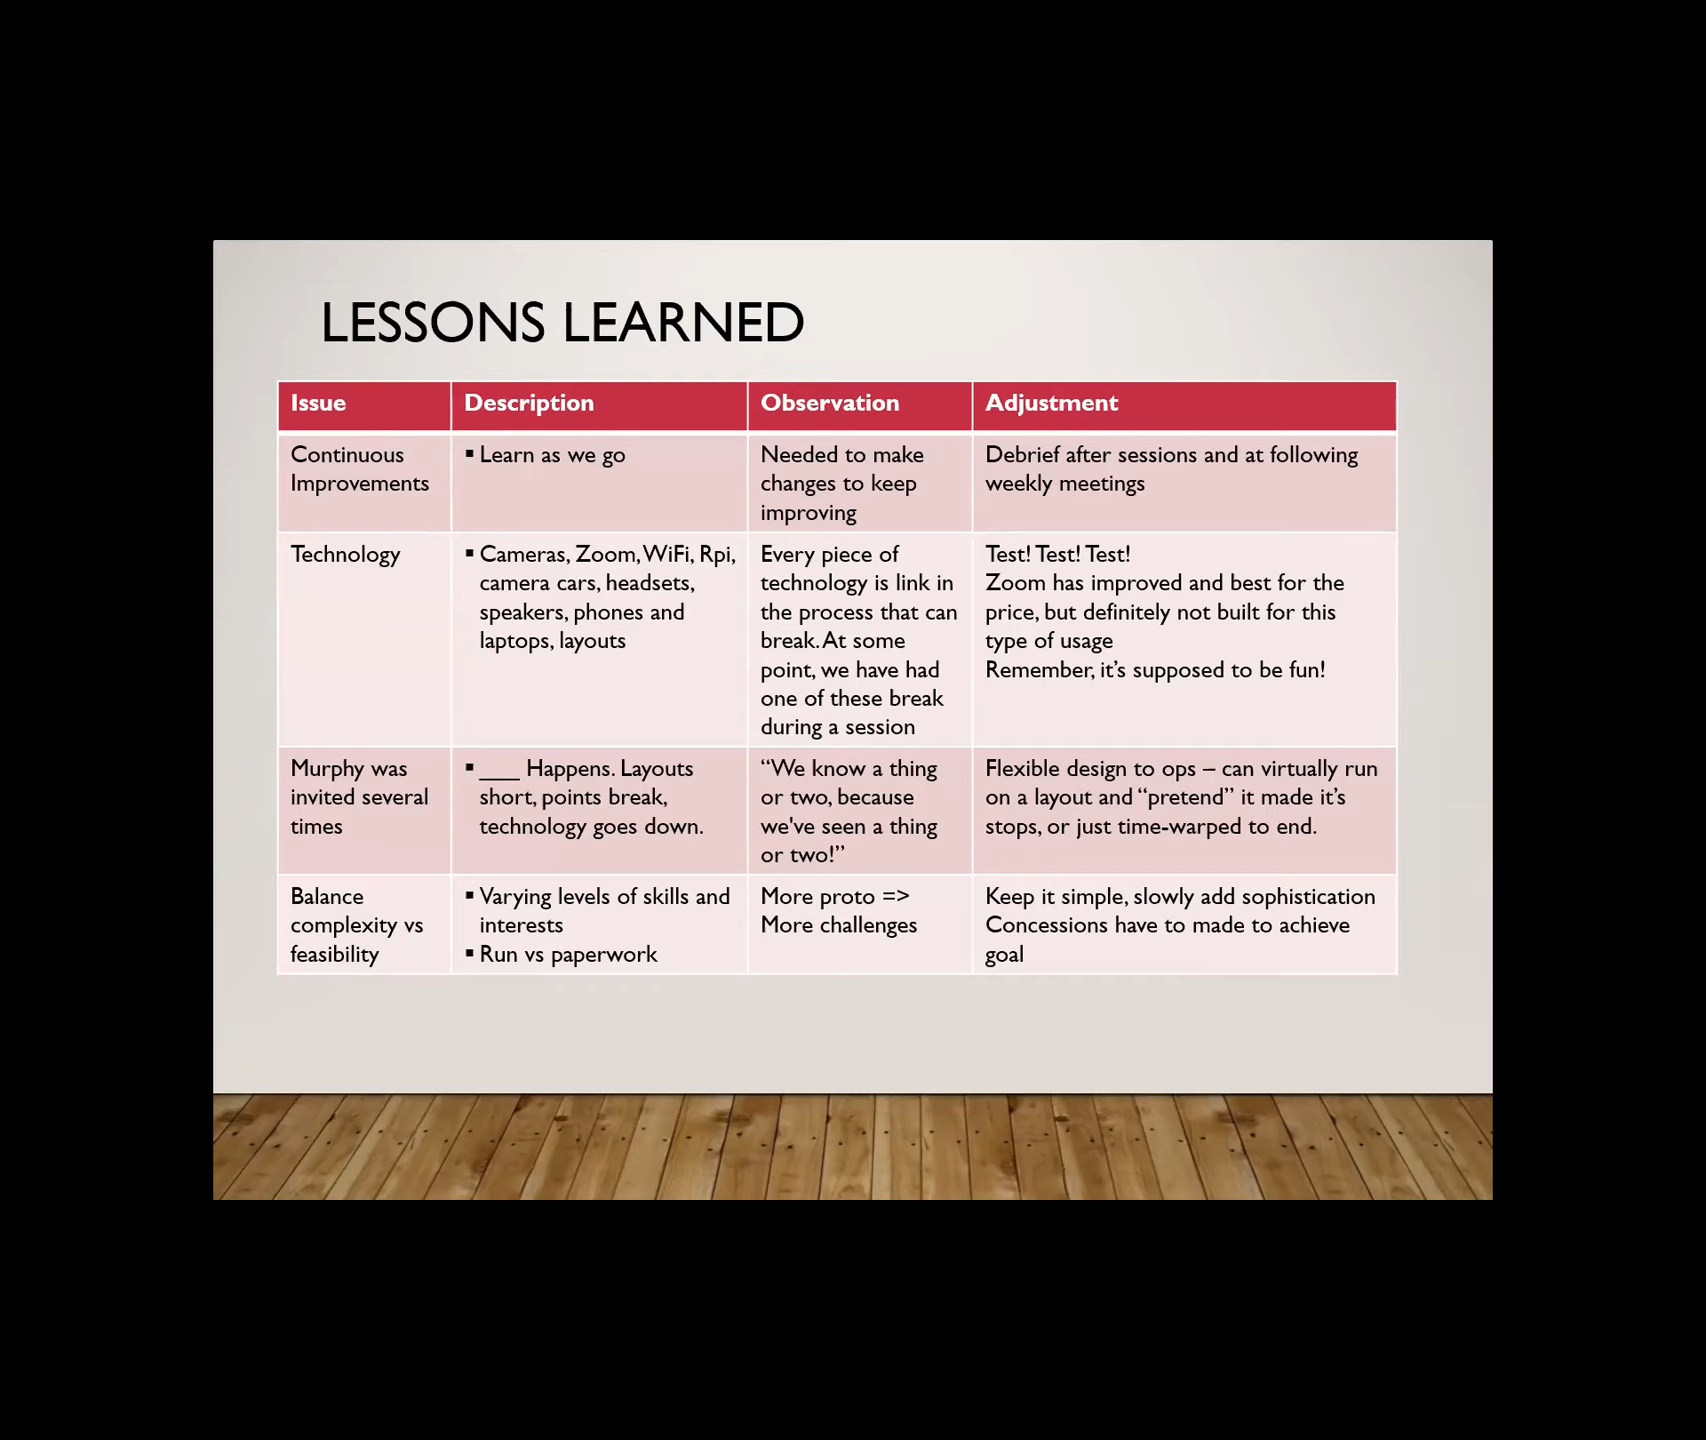 LESSONS LEARNED
Issue
Description
Observation
Adjustment
Continuous
Improvements
▪ Learn as we go
Needed to make
changes to keep
improving
Debrief after sessions and at following
weekly meetings
Technology
▪ Cameras, Zoom, WiFi, Rpi,
camera cars, headsets,
speakers, phones and
laptops, layouts
Every piece of
technology is link in
the process that can
break. At some
point, we have had
one of these break
during a session
Test! Test! Test!
Zoom has improved and best for the
price, but definitely not built for this
type of usage
Remember, it’s supposed to be fun!
Murphy was
invited several
times
▪ ___ Happens. Layouts
short, points break,
technology goes down.
“We know a thing
or two, because
we've seen a thing
or two!”
Flexible design to ops – can virtually run
on a layout and “pretend” it made it’s
stops, or just time-warped to end.
Balance
complexity vs
feasibility
▪ Varying levels of skills and
interests
▪ Run vs paperwork
More proto =>
More challenges
Keep it simple, slowly add sophistication
Concessions have to made to achieve
goal